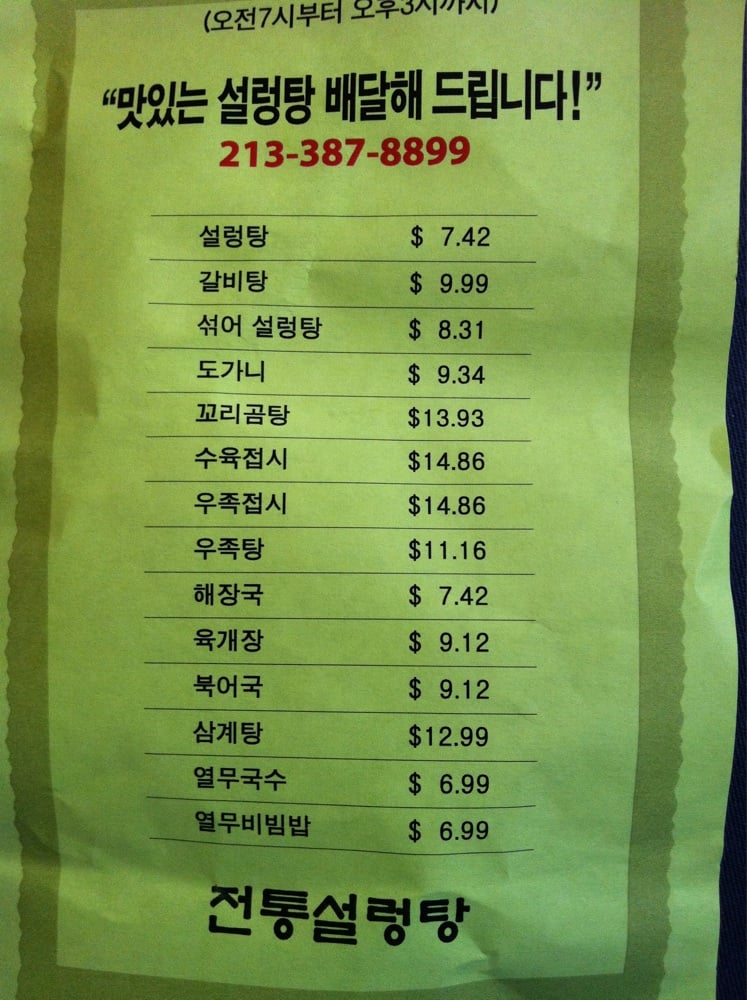 (오전7시부터 오후3시까지)
“맛있는 설렁탕 배달해 드립니다!”
213-387-8899
설렁탕 $ 7.42
갈비탕 $ 9.99
섞어 설렁탕 $ 8.31
도가니 $ 9.34
꼬리곰탕 $13.93
수육접시 $14.86
우족접시 $14.86
우족탕 $11.16
해장국 $ 7.42
육개장 $ 9.12
북어국 $ 9.12
삼계탕 $12.99
열무국수 $ 6.99
열무비빔밥 $ 6.99
전통설렁탕